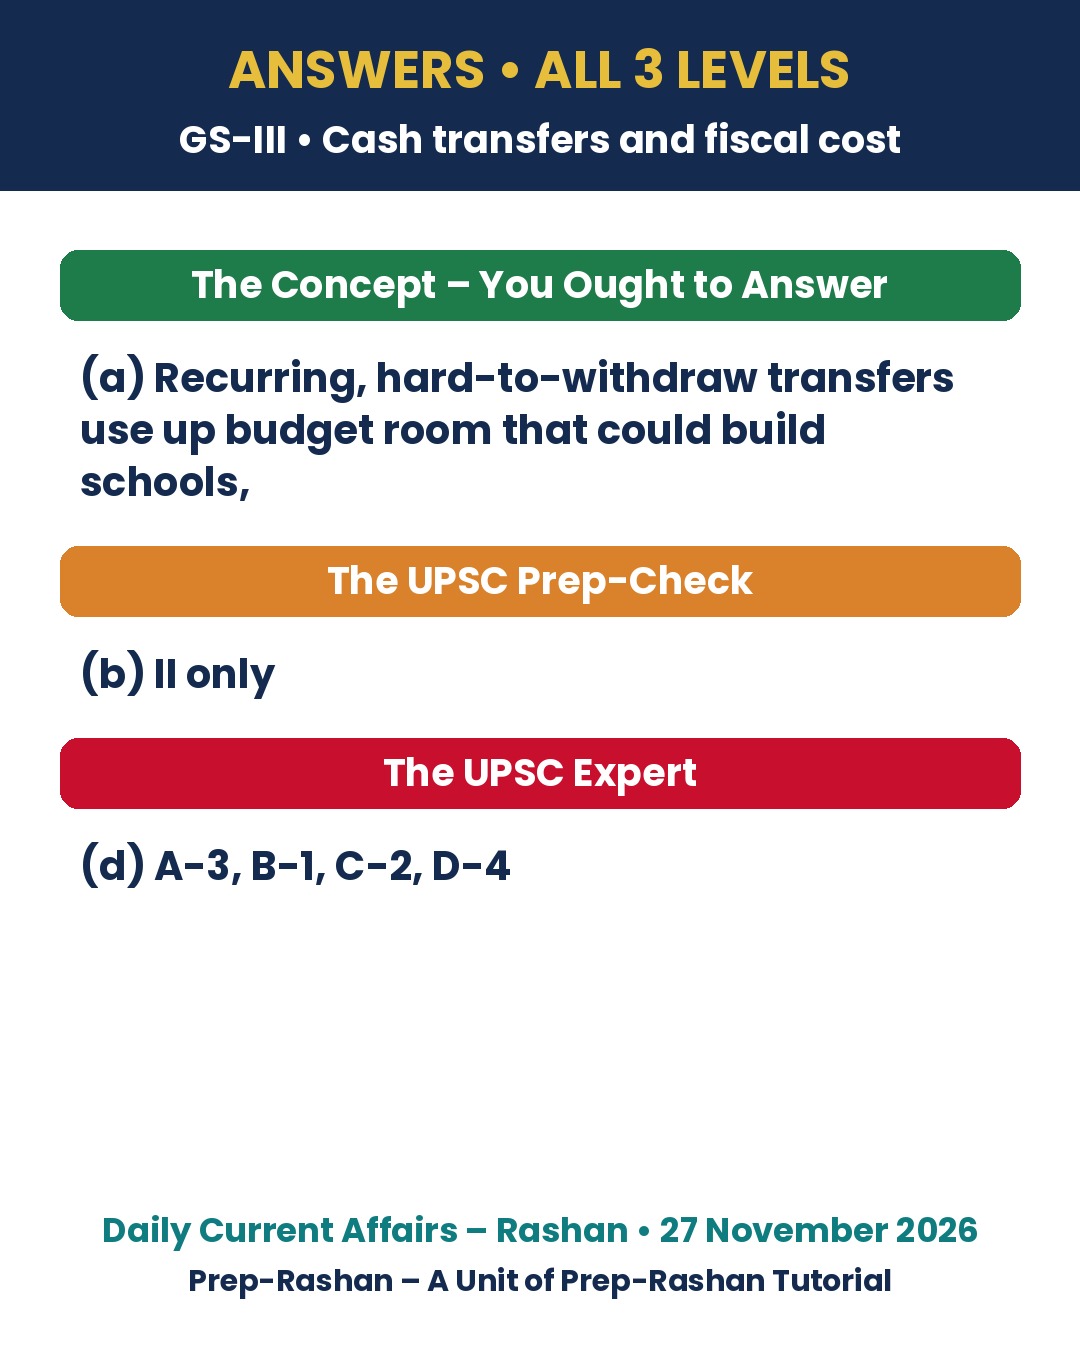 ANSWERS • ALL 3 LEVELS
GS-III • Cash transfers and fiscal cost
The Concept – You Ought to Answer
(a) Recurring, hard-to-withdraw transfers
use up budget room that could build
schools,
The UPSC Prep-Check
(b) II only
The UPSC Expert
(d) A-3, B-1, C-2, D-4
Daily Current Affairs – Rashan • 27 November 2026
Prep-Rashan – A Unit of Prep-Rashan Tutorial